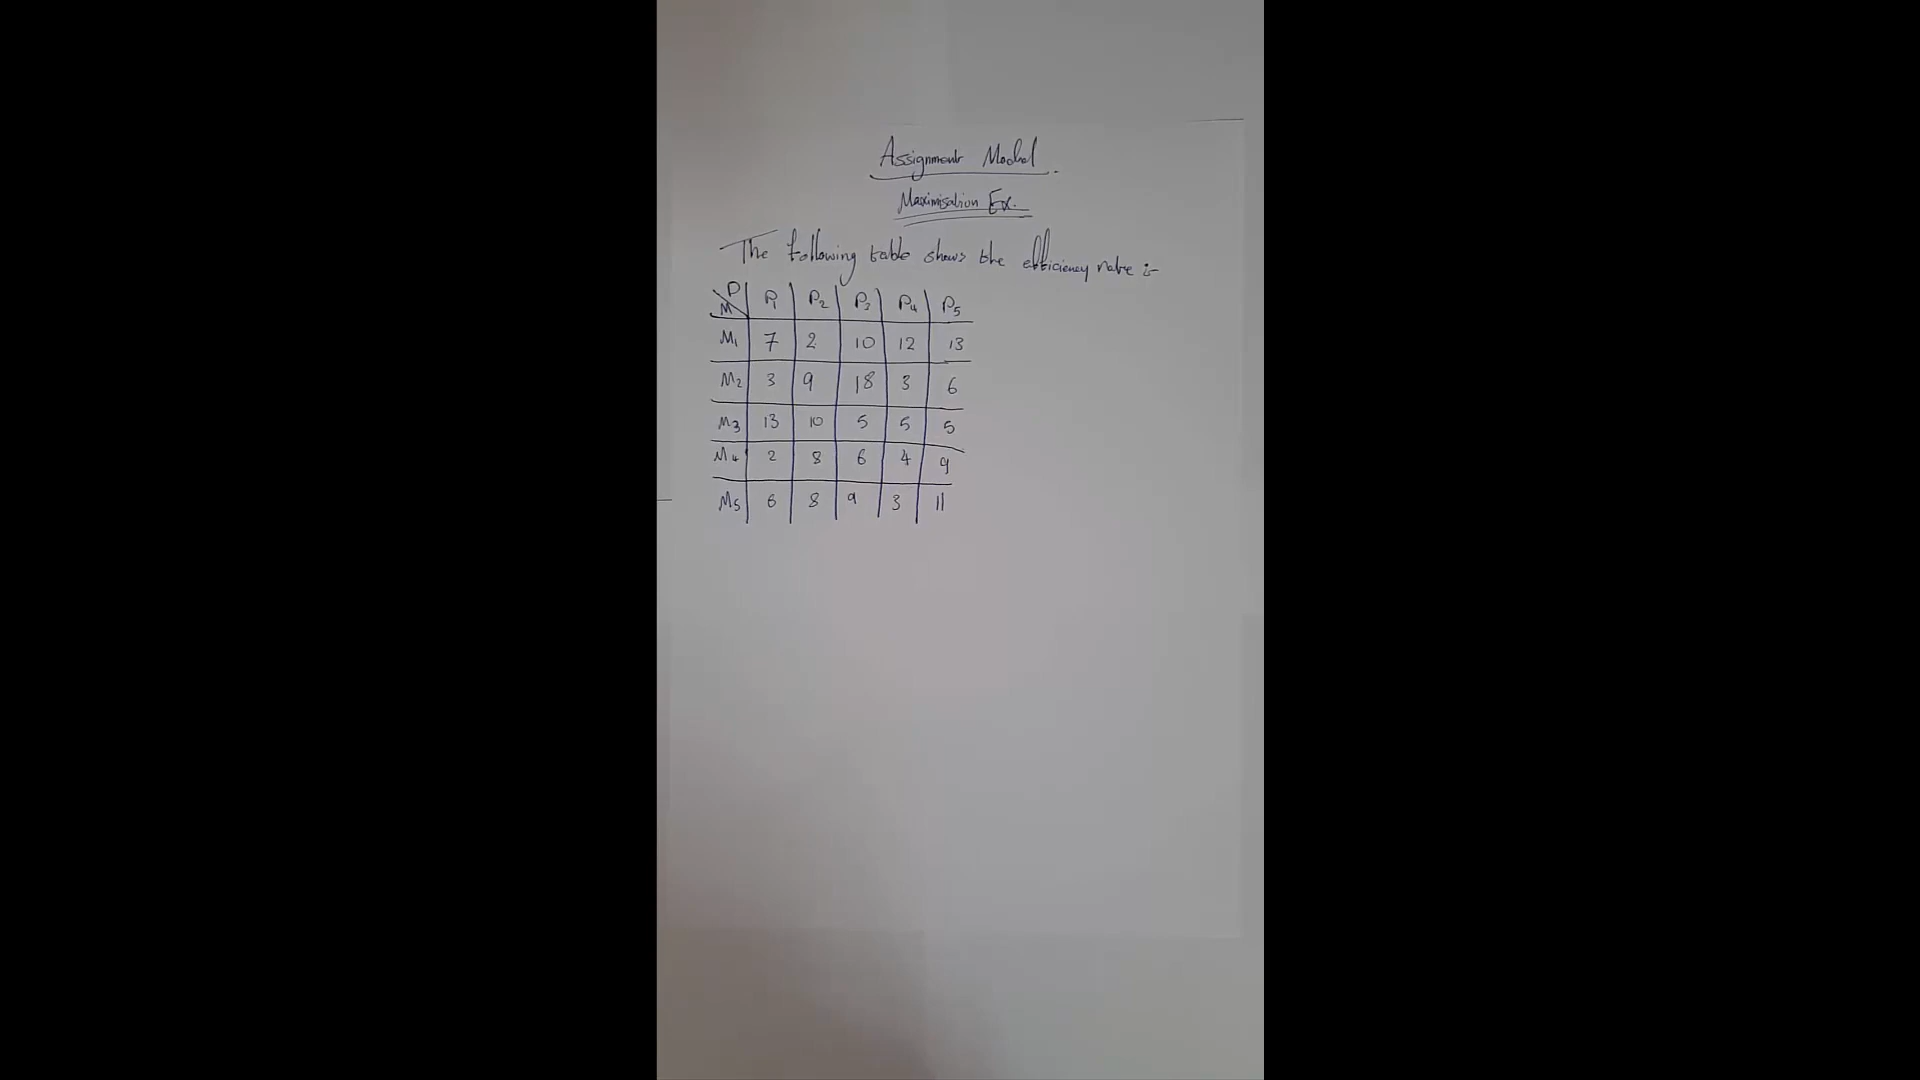 Assignment Model.
Maximisation Ex.
The following table shows the efficiency rate :-
P M P1 P2 P3 P4 P5
M1 7 2 10 12 13
M2 3 9 18 3 6
M3 13 10 5 5 5
M4 2 8 6 4 9
M5 6 8 9 3 11